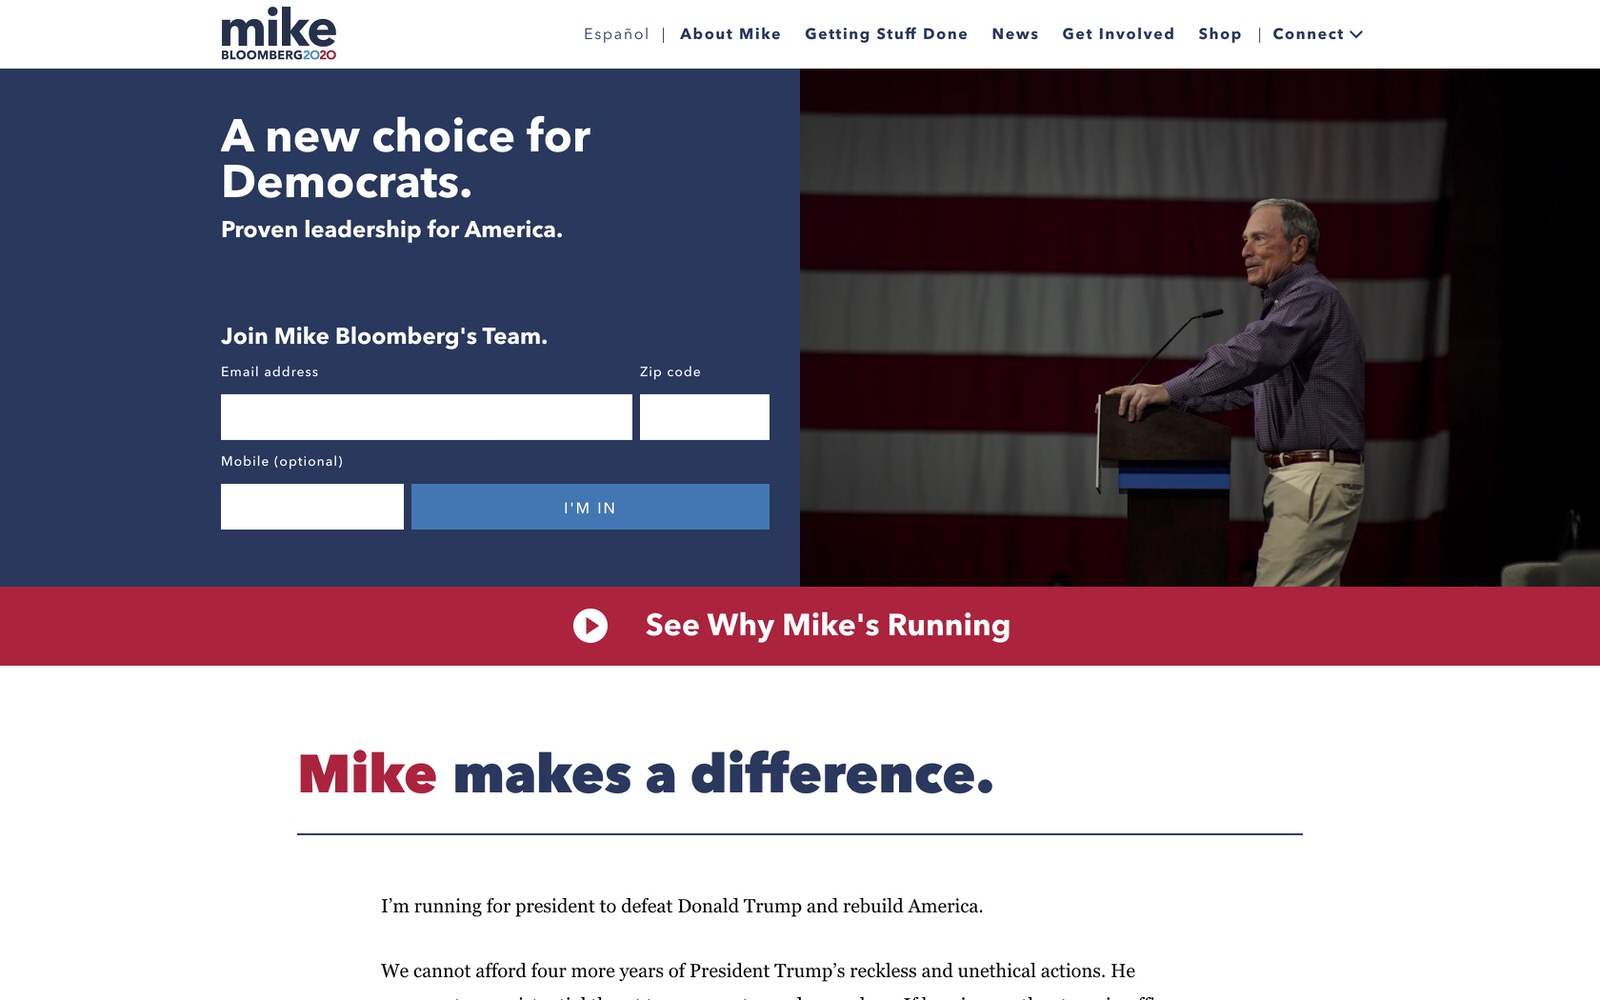 mike
BLOOMBERG2020
Español | About Mike Getting Stuff Done News Get Involved Shop | Connect
A new choice for
Democrats.
Proven leadership for America.
Join Mike Bloomberg's Team.
Email address Zip code
Mobile (optional)
I'M IN
See Why Mike's Running
Mike makes a difference.
I’m running for president to defeat Donald Trump and rebuild America.
We cannot afford four more years of President Trump’s reckless and unethical actions. He